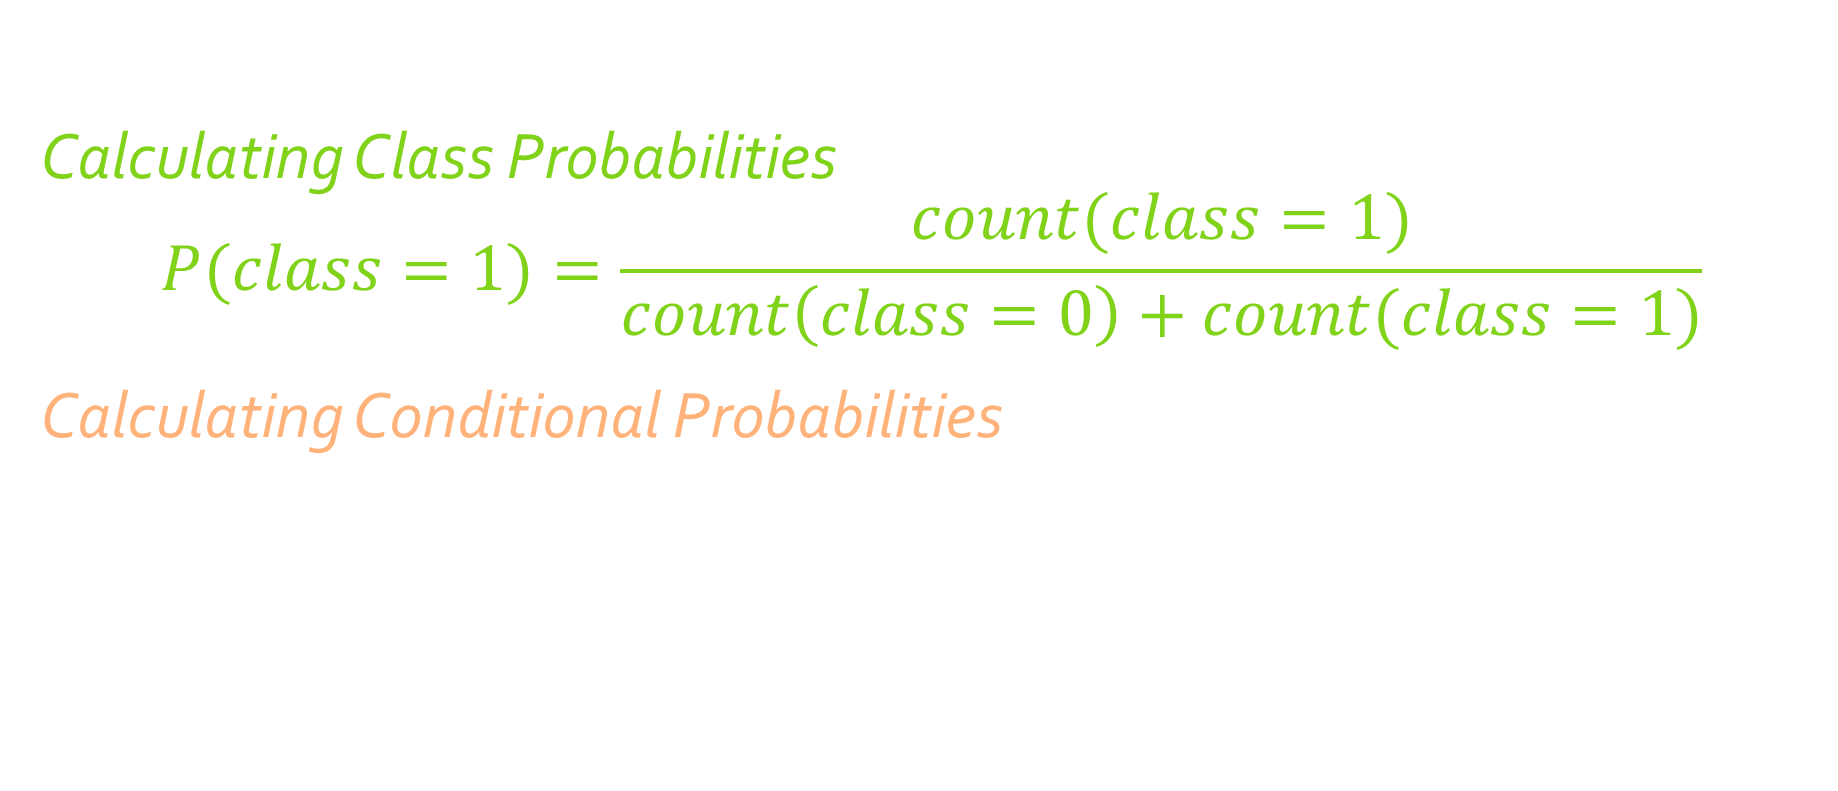 Calculating Class Probabilities
P(class = 1) = count(class = 1) / count(class = 0) + count(class = 1)
Calculating Conditional Probabilities